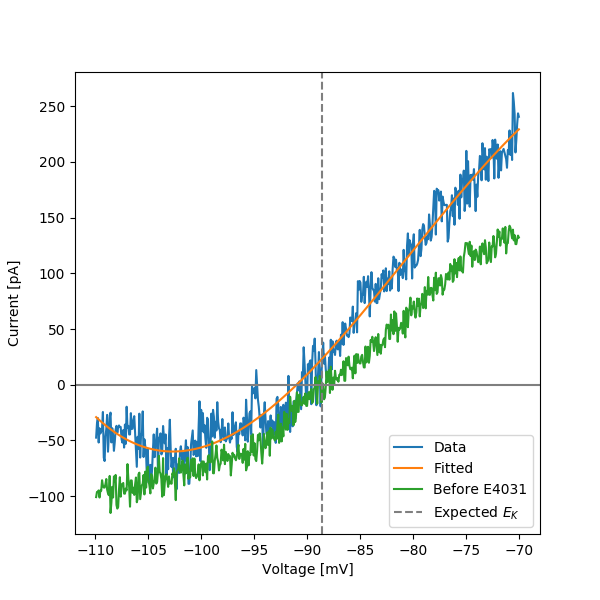 250
200
150
100
50
0
−50
−100
Current [pA]
−110 −105 −100 −95 −90 −85 −80 −75 −70
Voltage [mV]
Data
Fitted
Before E4031
Expected E_K